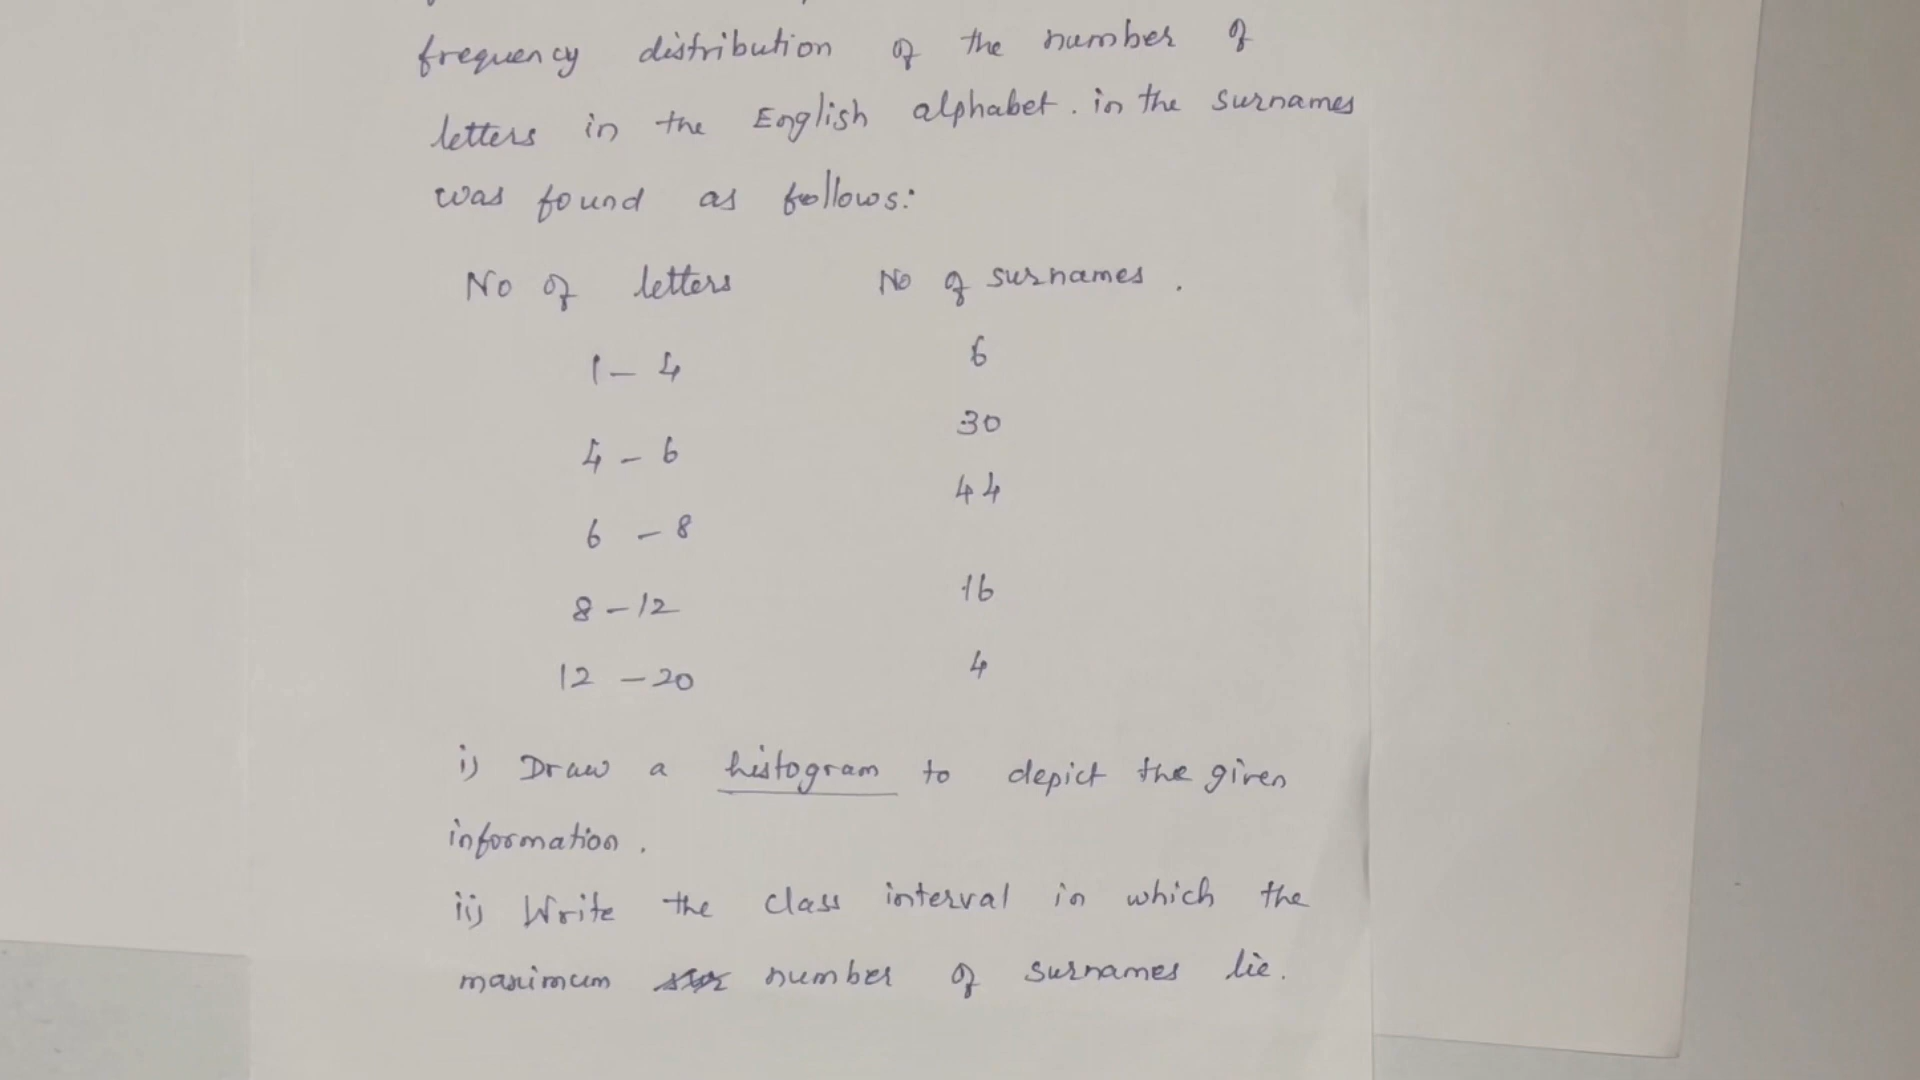 frequency distribution of the number of
letters in the English alphabet. in the surnames
was found as follows:
No of letters No of surnames.
1 - 4 6
4 - 6 30
6 - 8 44
8 - 12 16
12 - 20 4
i) Draw a histogram to depict the given
information.
ii) Write the class interval in which the
maximum number of surnames lie.